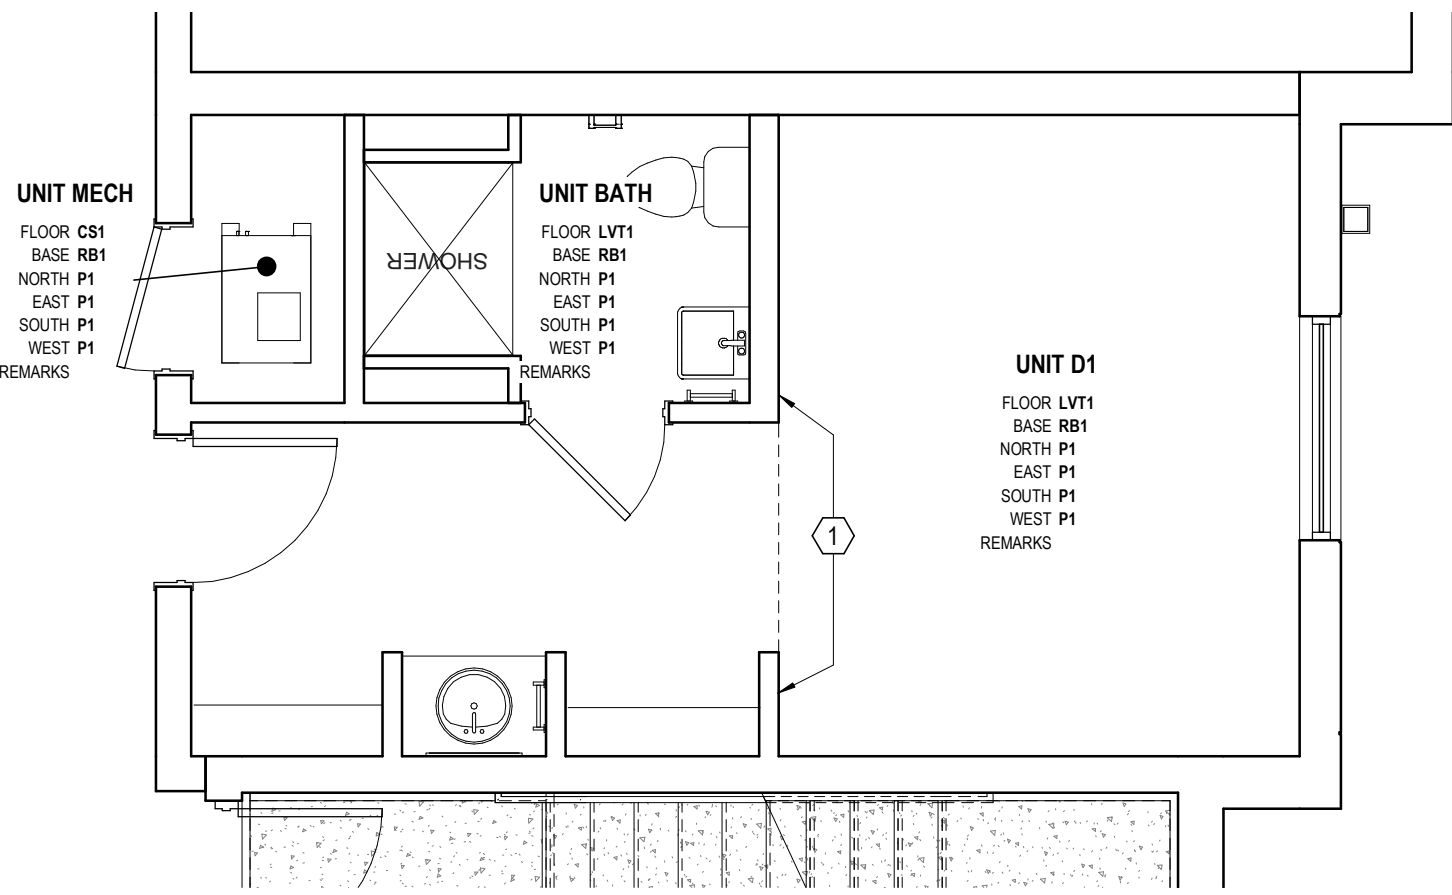 UNIT MECH
FLOOR CS1
BASE RB1
NORTH P1
EAST P1
SOUTH P1
WEST P1
REMARKS
SHOWER
UNIT BATH
FLOOR LVT1
BASE RB1
NORTH P1
EAST P1
SOUTH P1
WEST P1
REMARKS
1
UNIT D1
FLOOR LVT1
BASE RB1
NORTH P1
EAST P1
SOUTH P1
WEST P1
REMARKS